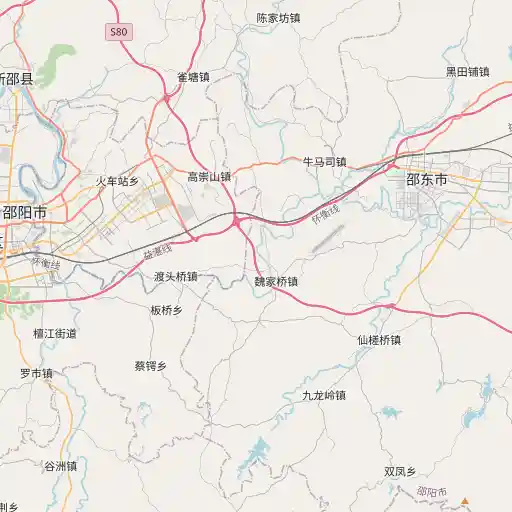 陈家坊镇
S80
黑田铺镇
新邵县
雀塘镇
牛马司镇
火车站乡
高崇山镇
邵东市
邵阳市
怀衡线
益湛线
怀衡线
渡头桥镇
魏家桥镇
板桥乡
檀江街道
仙槎桥镇
蔡锷乡
罗市镇
九龙岭镇
谷洲镇
双凤乡
邵阳市
荆乡